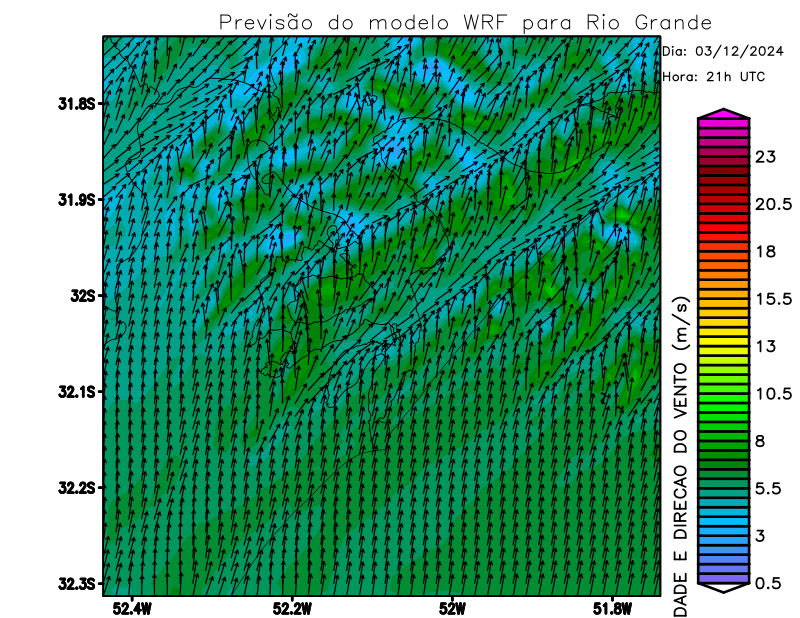 Previsão do modelo WRF para Rio Grande
Dia: 03/12/2024
Hora: 21h UTC
31.8S
31.9S
32S
32.1S
32.2S
32.3S
52.4W
52.2W
52W
51.8W
DADE E DIRECAO DO VENTO (m/s)
23
20.5
18
15.5
13
10.5
8
5.5
3
0.5